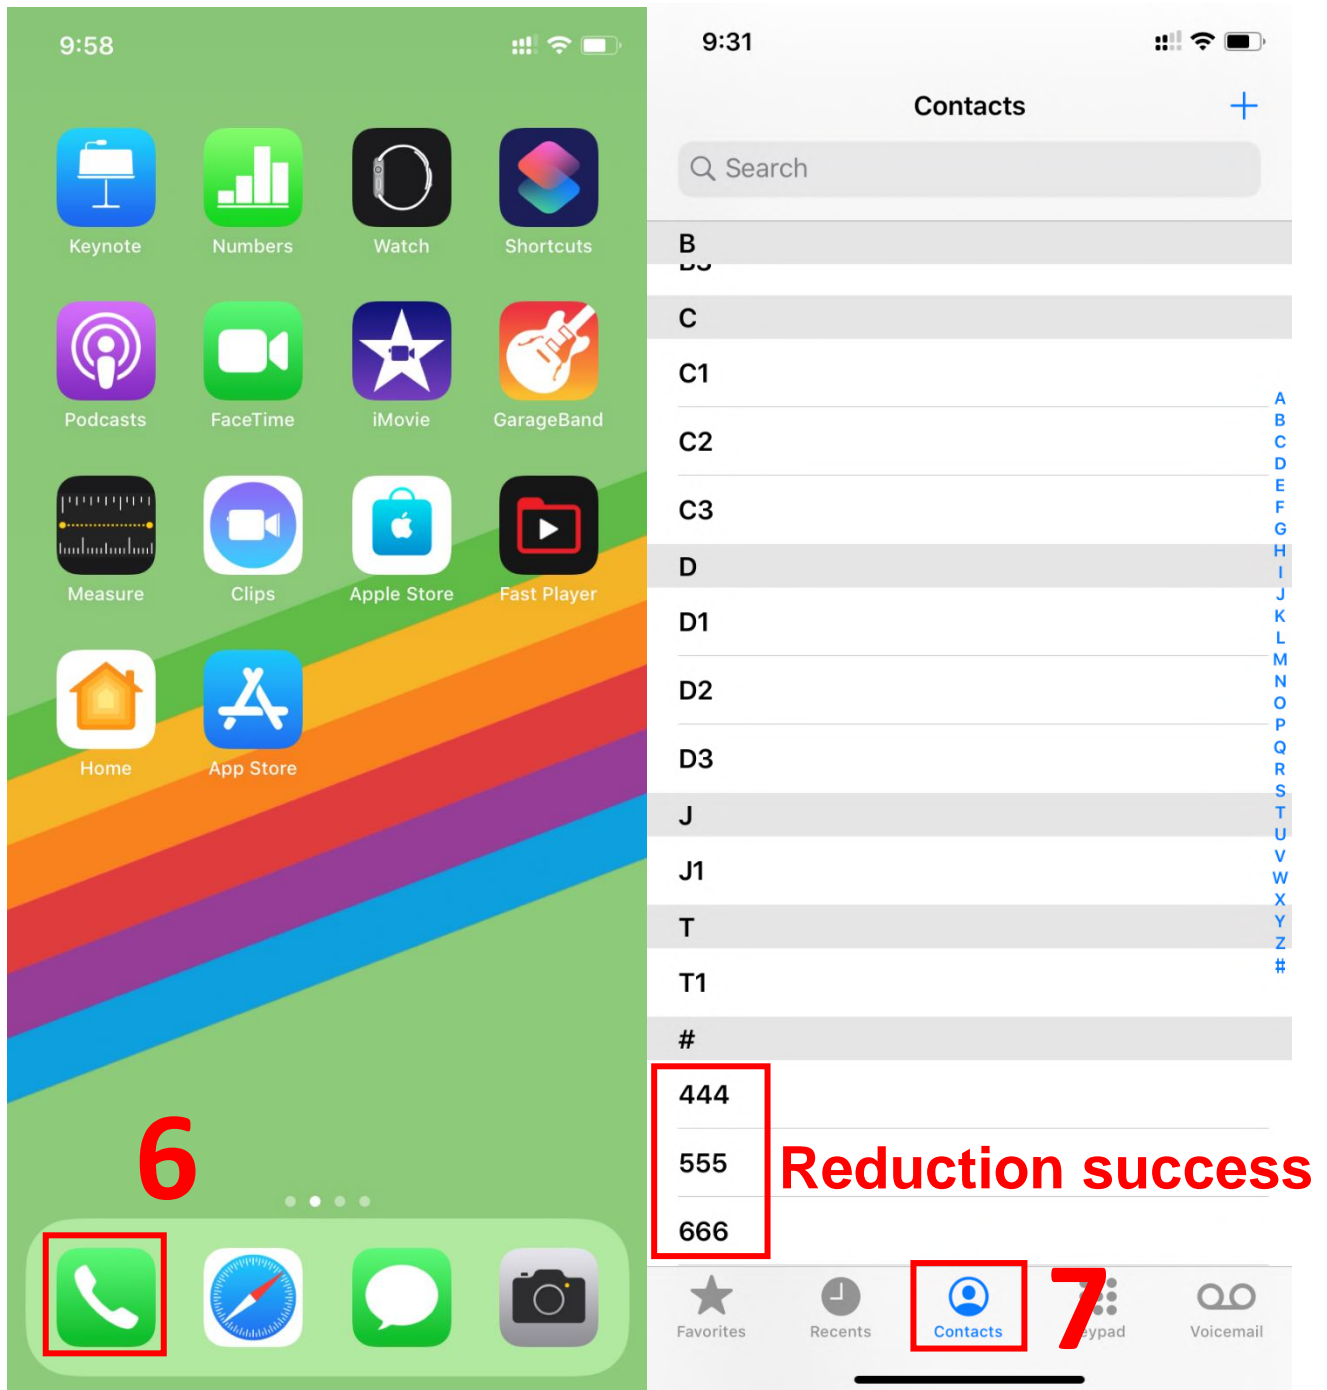 9:58
Keynote
Numbers
Watch
Shortcuts
Podcasts
FaceTime
iMovie
GarageBand
Measure
Clips
Apple Store
Fast Player
Home
App Store
6
9:31
Contacts
Search
B
C
C1
C2
C3
D
D1
D2
D3
J
J1
T
T1
#
444
555
666
Reduction success
A
B
C
D
E
F
G
H
I
J
K
L
M
N
O
P
Q
R
S
T
U
V
W
X
Y
Z
#
Favorites
Recents
Contacts
7
Voicemail